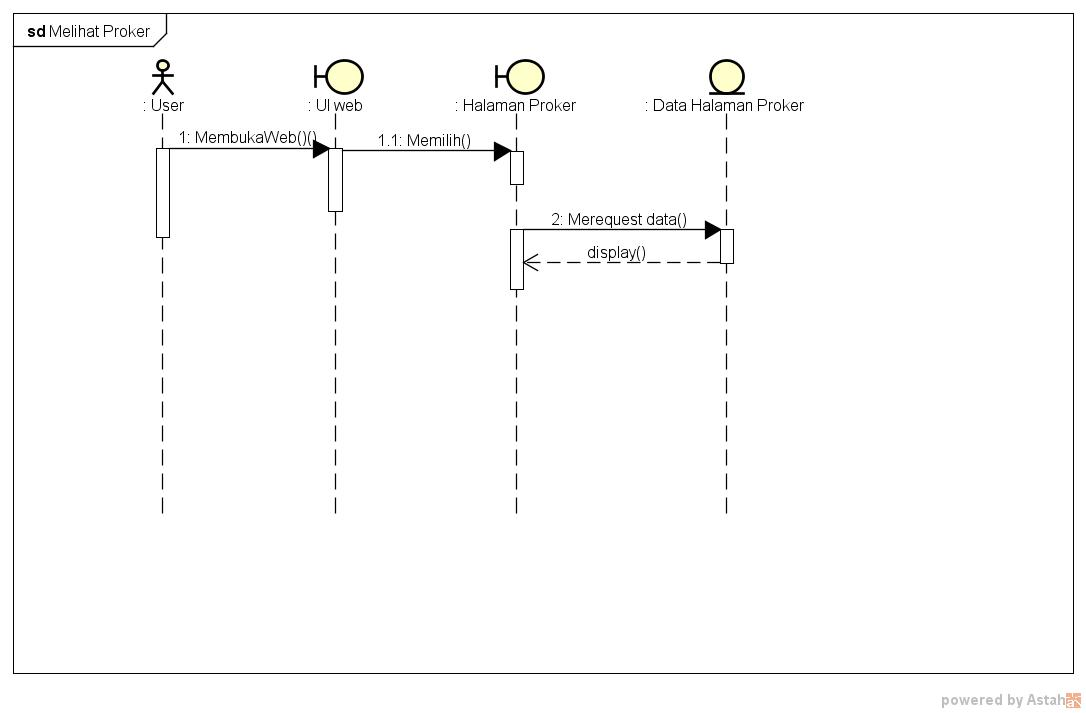 sd Melihat Proker
: User
: UI web
: Halaman Proker
: Data Halaman Proker
1: MembukaWeb()()
1.1: Memilih()
2: Merequest data()
display()
powered by Astah